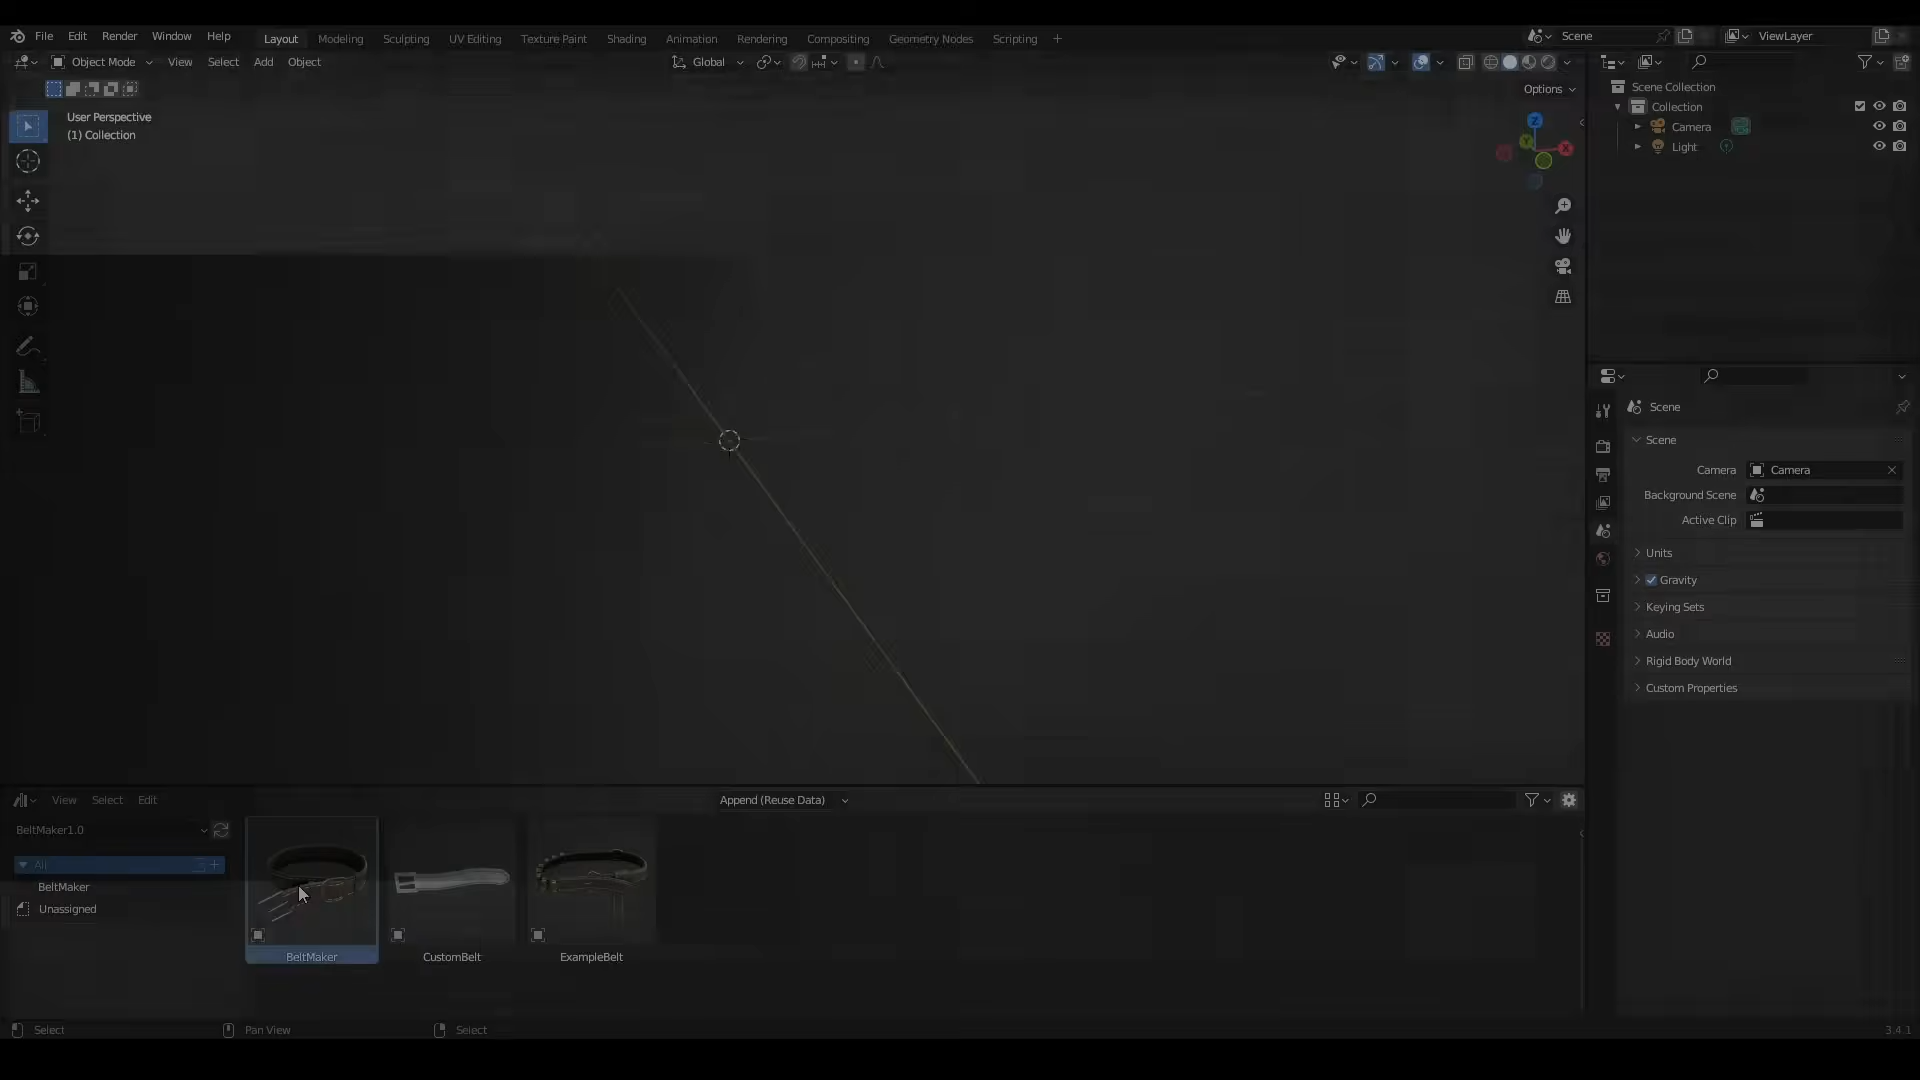 File Edit Render Window Help
Layout Modeling Sculpting UV Editing Texture Paint Shading Animation Rendering Compositing Geometry Nodes Scripting +
Scene
ViewLayer
Object Mode View Select Add Object
Global
Options
User Perspective
(1) Collection
Z
Y
X
Scene Collection
Collection
Camera
Light
Scene
Scene
Camera Camera
Background Scene
Active Clip
Units
Gravity
Keying Sets
Audio
Rigid Body World
Custom Properties
View Select Edit
Append (Reuse Data)
BeltMaker1.0
All
BeltMaker
Unassigned
BeltMaker
CustomBelt
ExampleBelt
Select
Pan View
Select
3.4.1